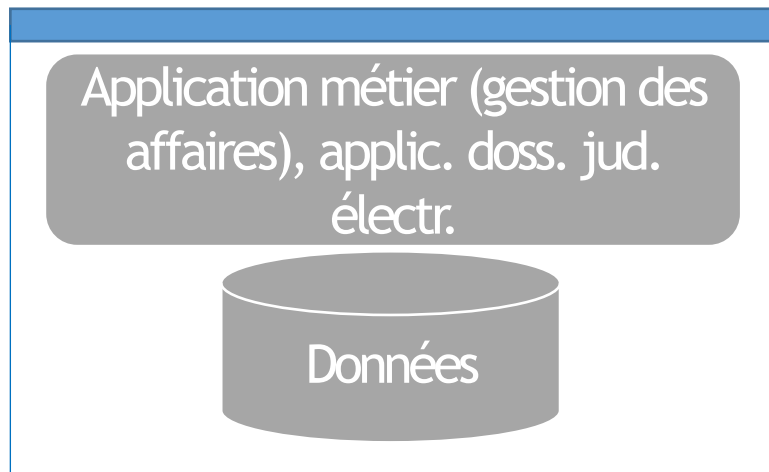 Application métier (gestion des
affaires), applic. doss. jud.
électr.
Données